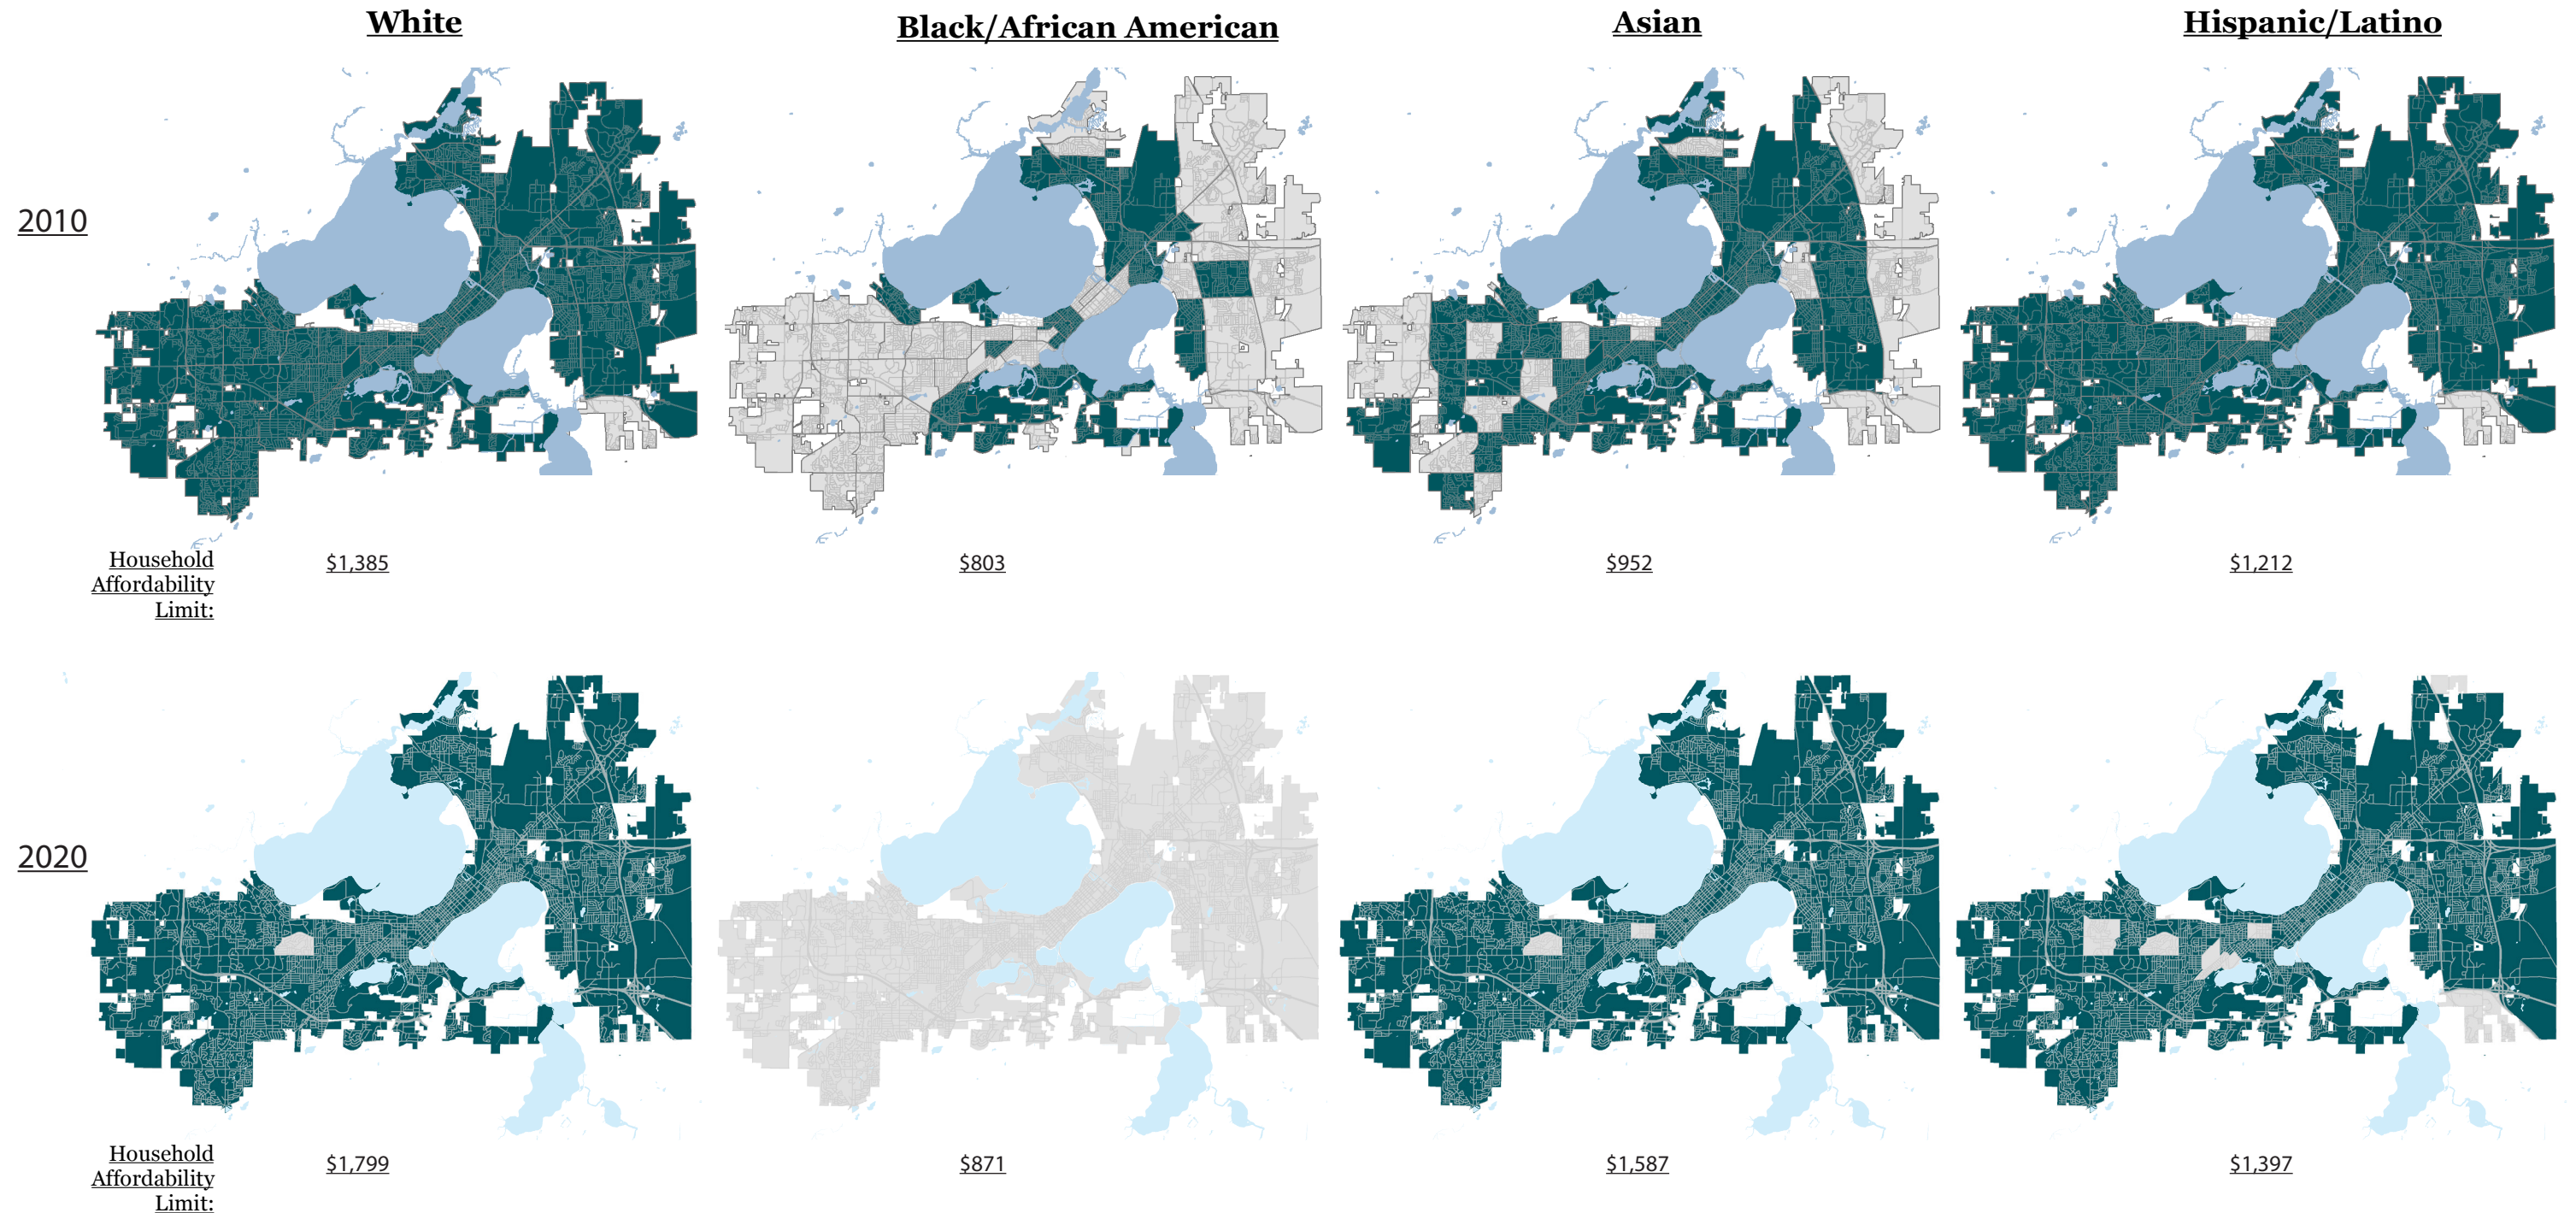 White
Black/African American
Asian
Hispanic/Latino
2010
Household
Affordability
Limit:
$1,385
$803
$952
$1,212
2020
Household
Affordability
Limit:
$1,799
$871
$1,587
$1,397